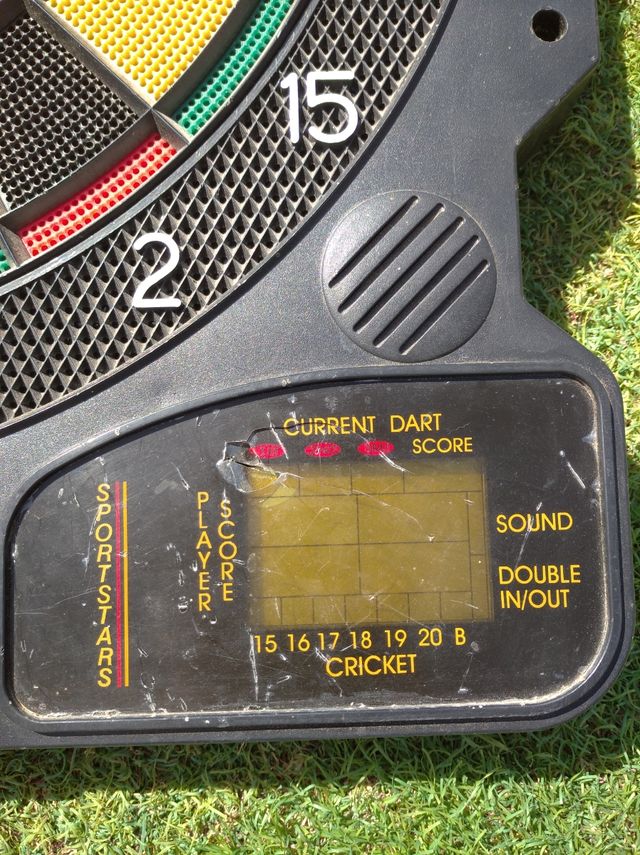 15
2
CURRENT DART
SCORE
SPORTSTARS
PLAYER
SCORE
SOUND
DOUBLE
IN/OUT
15 16 17 18 19 20 B
CRICKET